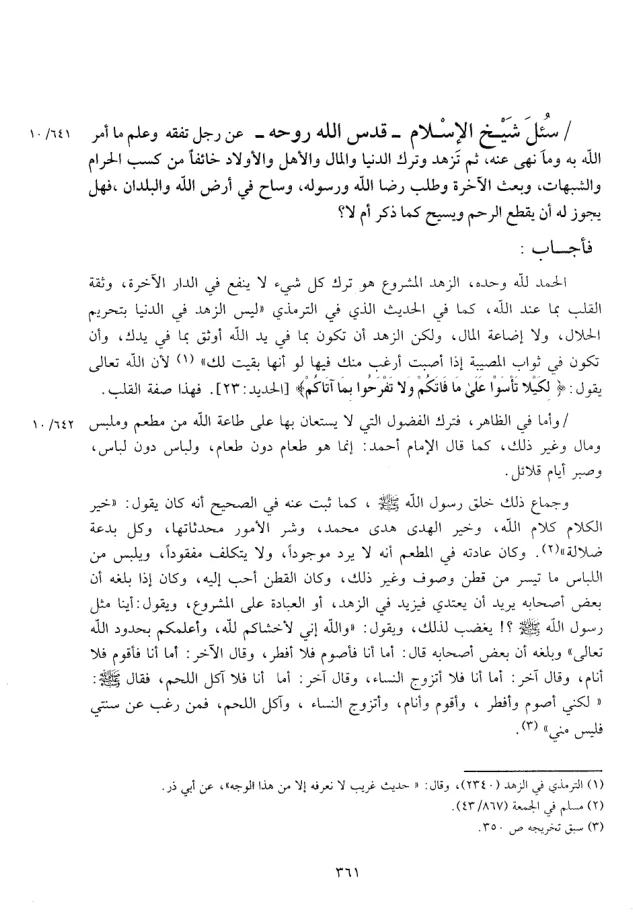 ١٠/٦٤١ / سُئلَ شَيْخ الإسْلام ــ قدس الله روحه ــ عن رجل تفقه وعلم ما أمر
الله به وما نهى عنه، ثم تزهد وترك الدنيا والمال والأهل والأولاد خائفاً من كسب الحرام
والشبهات، وبعث الآخرة وطلب رضا الله ورسوله، وساح في أرض الله والبلدان ،فهل
يجوز له أن يقطع الرحم ويسيح كما ذكر أم لا؟
فأجـاب :
الحمد لله وحده، الزهد المشروع هو ترك كل شيء لا ينفع في الدار الآخرة، وثقة
القلب بما عند الله، كما في الحديث الذي في الترمذي «ليس الزهد في الدنيا بتحريم
الحلال، ولا إضاعة المال، ولكن الزهد أن تكون بما في يد الله أوثق بما في يدك، وأن
تكون في ثواب المصيبة إذا أصبت أرغب منك فيها لو أنها بقيت لك» (١) لأن الله تعالى
يقول: ﴿ لِكَيْلا تَأْسَوْا عَلَىٰ مَا فَاتَكُمْ وَلا تَفْرَحُوا بِمَا آتَاكُمْ﴾ [الحديد:٢٣]. فهذا صفة القلب.
١٠/٦٤٢ / وأما في الظاهر، فترك الفضول التي لا يستعان بها على طاعة الله من مطعم وملبس
ومال وغير ذلك، كما قال الإمام أحمد: إنما هو طعام دون طعام، ولباس دون لباس،
وصبر أيام قلائل.
وجماع ذلك خلق رسول الله ﷺ ، كما ثبت عنه في الصحيح أنه كان يقول: «خير
الكلام كلام الله، وخير الهدى هدى محمد، وشر الأمور محدثاتها، وكل بدعة
ضلالة»(٢). وكان عادته في المطعم أنه لا يرد موجوداً، ولا يتكلف مفقوداً، ويلبس من
اللباس ما تيسر من قطن وصوف وغير ذلك، وكان القطن أحب إليه، وكان إذا بلغه أن
بعض أصحابه يريد أن يعتدي فيزيد في الزهد، أو العبادة على المشروع، ويقول:أينا مثل
رسول الله ﷺ ؟! يغضب لذلك، ويقول: «والله إني لأخشاكم لله، وأعلمكم بحدود الله
تعالى» وبلغه أن بعض أصحابه قال: أما أنا فأصوم فلا أفطر، وقال الآخر: أما أنا فأقوم فلا
أنام، وقال آخر: أما أنا فلا أتزوج النساء، وقال آخر: أما أنا فلا آكل اللحم، فقال ﷺ:
« لكني أصوم وأفطر ، وأقوم وأنام، وأتزوج النساء ، وآكل اللحم، فمن رغب عن سنتي
فليس مني» (٣).
(١) الترمذي في الزهد (٢٣٤٠)، وقال: « حديث غريب لا نعرفه إلا من هذا الوجه»، عن أبي ذر.
(٢) مسلم في الجمعة (٤٣/٨٦٧).
(٣) سبق تخريجه ص ٣٥٠.
٣٦١